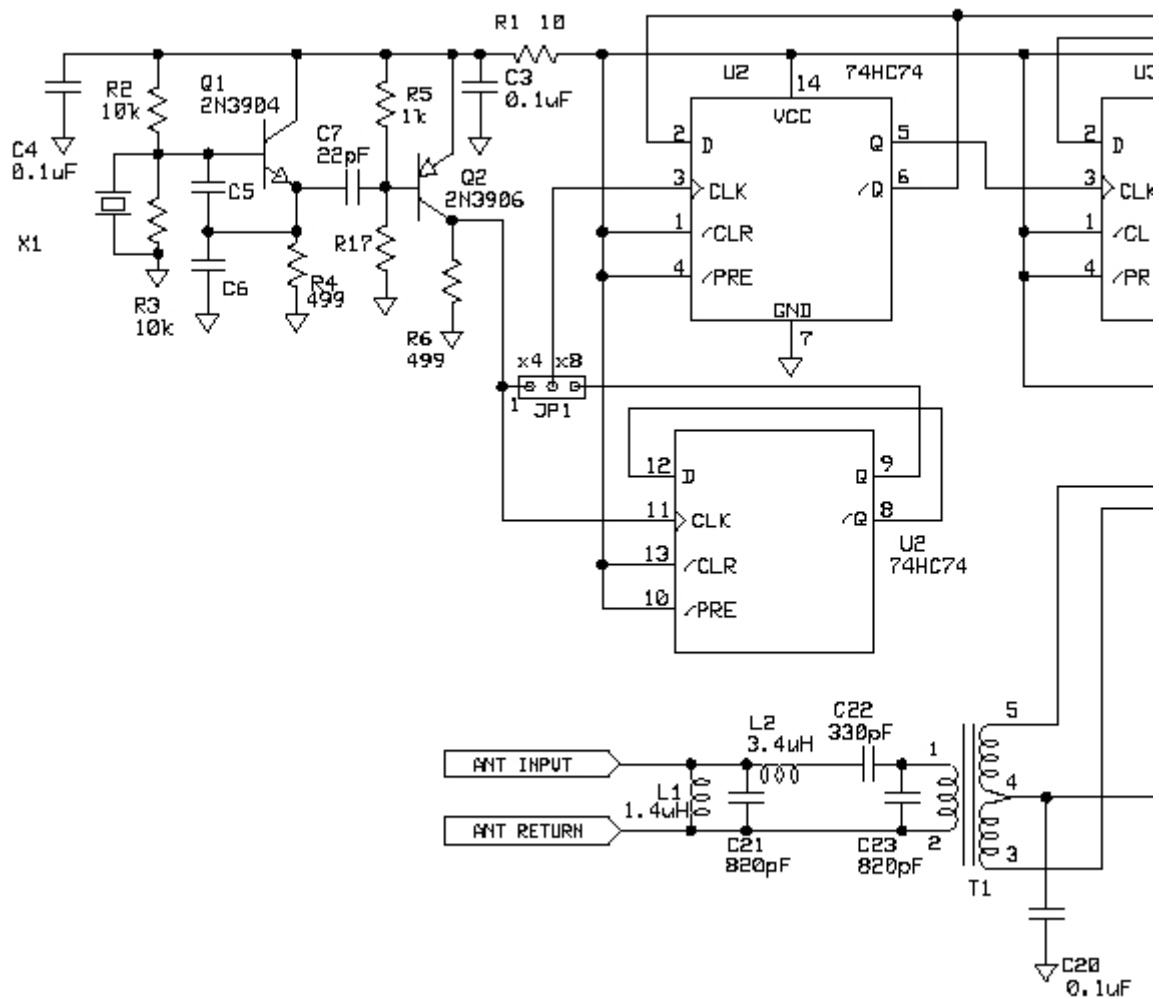 R1 10
R2
10k
Q1
2N3904
R5
1k
C3
0.1uF
U2
74HC74
14
VCC
U3
C4
0.1uF
C7
22pF
Q2
2N3906
2
D
Q
5
3
CLK
/Q
6
1
/CLR
4
/PRE
GND
7
2
D
3
CLK
1
/CL
4
/PR
X1
C5
C6
R3
10k
R4
499
R17
R6
499
x4 x8
1
JP1
12
D
Q
9
11
CLK
/Q
8
13
/CLR
10
/PRE
U2
74HC74
ANT INPUT
ANT RETURN
L1
1.4uH
L2
3.4uH
C22
330pF
C21
820pF
C23
820pF
1
2
5
4
3
T1
C20
0.1uF